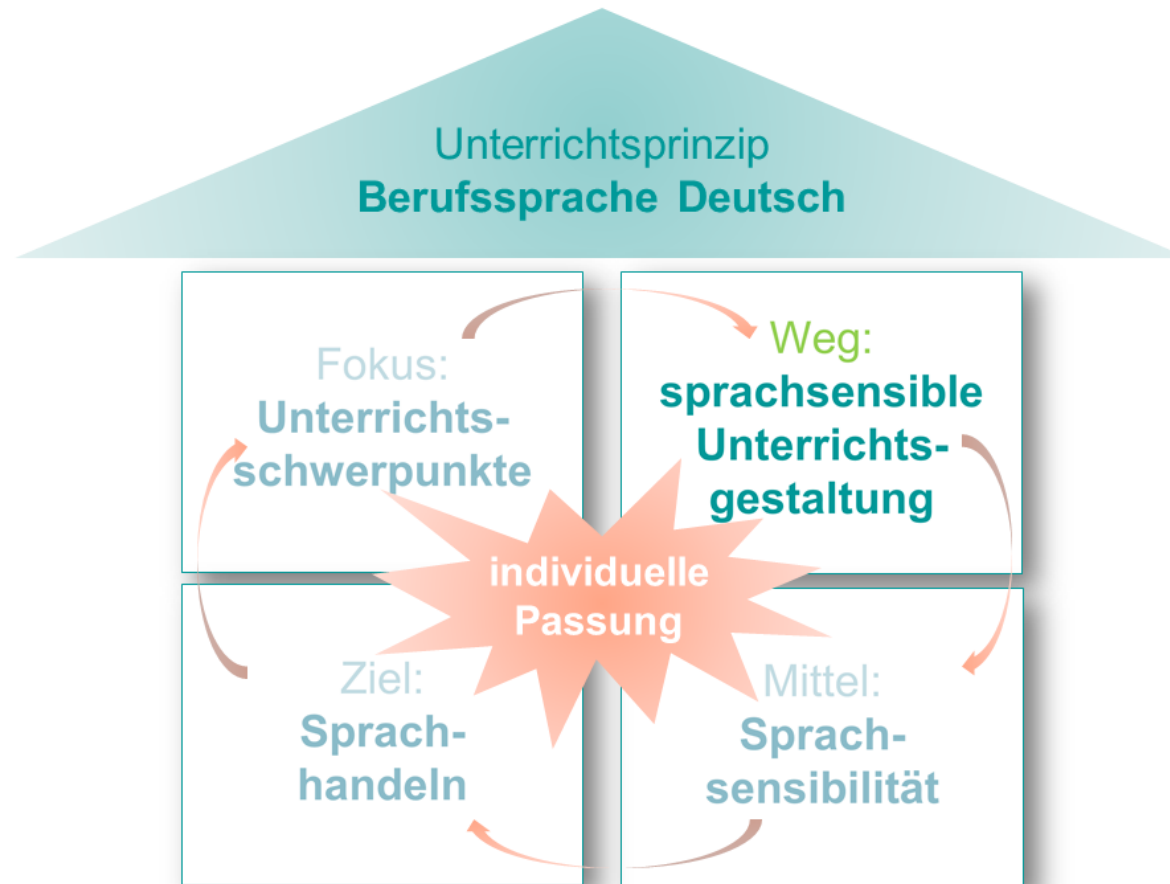 Unterrichtsprinzip
Berufssprache Deutsch
Fokus:
Unterrichts-
schwerpunkte
Weg:
sprachsensible
Unterrichts-
gestaltung
individuelle
Passung
Ziel:
Sprach-
handeln
Mittel:
Sprach-
sensibilität